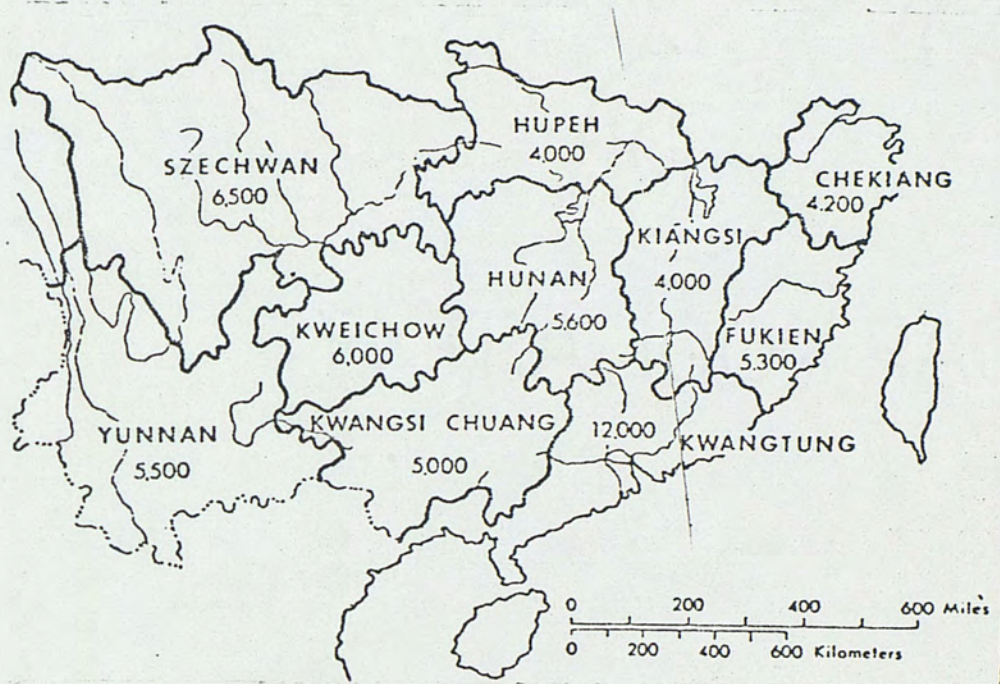 HUPEH
4.000
SZECHWAN
6,500
CHEKIANG
4.200
KIANGSI
4.000
HUNAN
5.600
KWEICHOW
6,000
FUKIEN
5.300
KWANGSI CHUANG
5,000
12,000
KWANGTUNG
YUNNAN
5,500
0 200 400 600 Miles
0 200 400 600 Kilometers